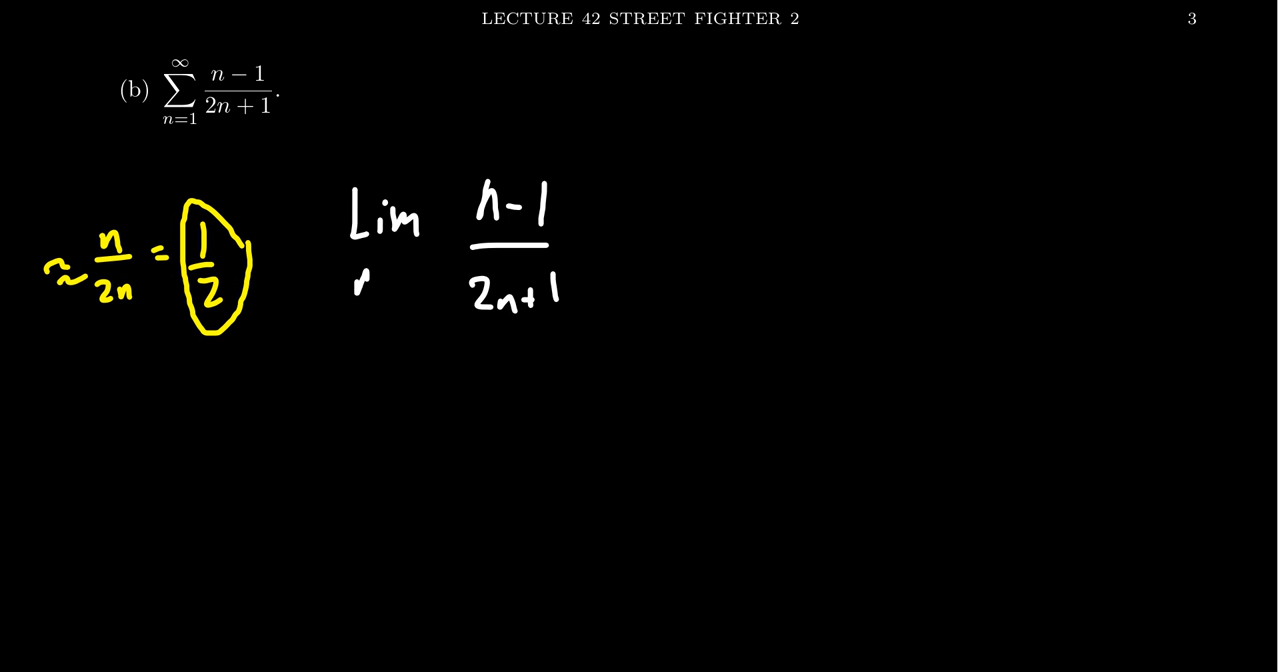 LECTURE 42 STREET FIGHTER 2 3
(b) ∑_{n=1}^{∞} (n − 1)/(2n + 1).
≈ n/2n = 1/2
Lim n-1/2n+1
n